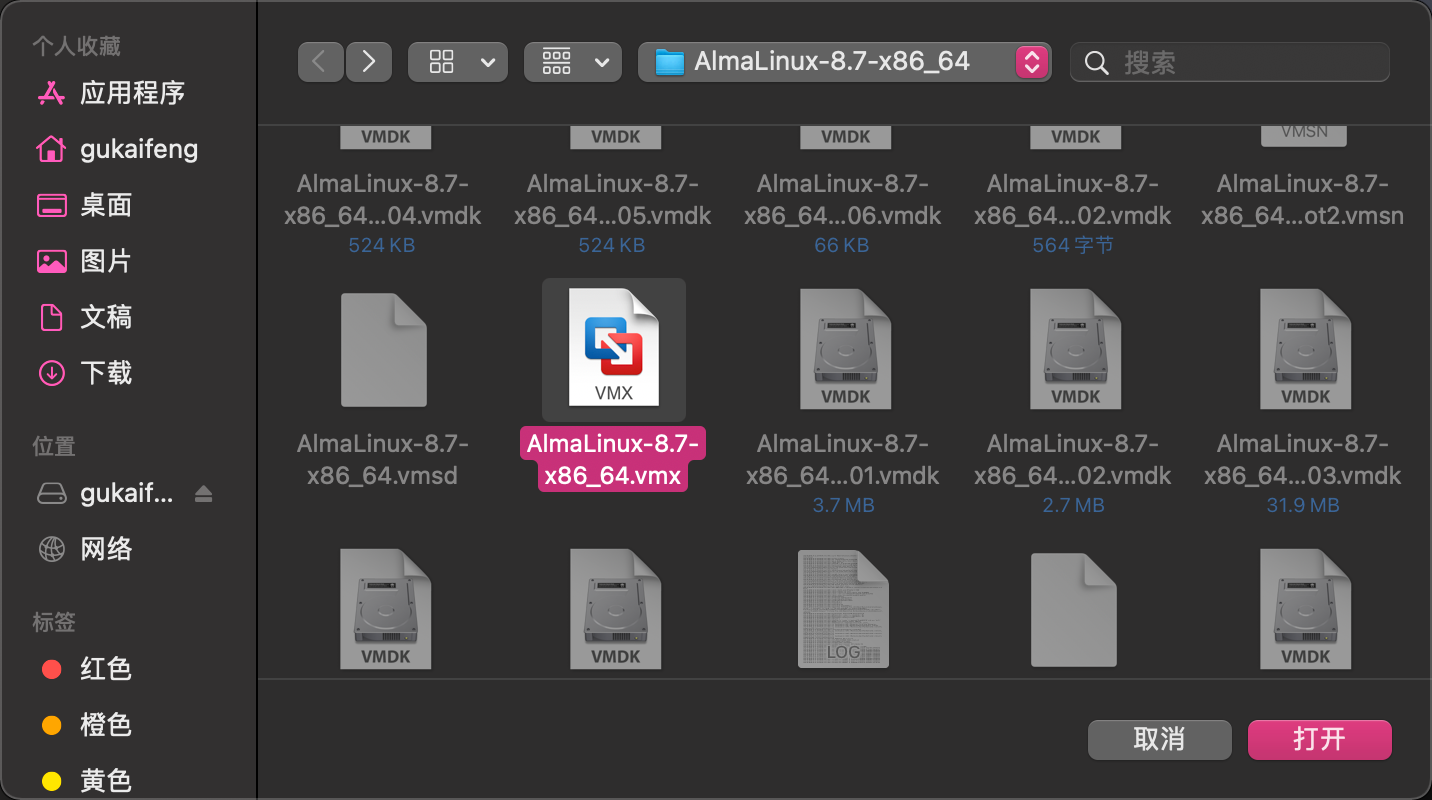 个人收藏
应用程序
gukaifeng
桌面
图片
文稿
下载
位置
gukaif...
网络
标签
红色
橙色
黄色
AlmaLinux-8.7-x86_64
搜索
VMDK
VMDK
VMDK
VMDK
VMSN
AlmaLinux-8.7-
x86_64...04.vmdk
524 KB
AlmaLinux-8.7-
x86_64...05.vmdk
524 KB
AlmaLinux-8.7-
x86_64...06.vmdk
66 KB
AlmaLinux-8.7-
x86_64...02.vmdk
564 字节
AlmaLinux-8.7-
x86_64...ot2.vmsn
AlmaLinux-8.7-
x86_64.vmsd
VMX
AlmaLinux-8.7-
x86_64.vmx
VMDK
AlmaLinux-8.7-
x86_64...01.vmdk
3.7 MB
VMDK
AlmaLinux-8.7-
x86_64...02.vmdk
2.7 MB
VMDK
AlmaLinux-8.7-
x86_64...03.vmdk
31.9 MB
VMDK
VMDK
LOG
VMDK
取消
打开